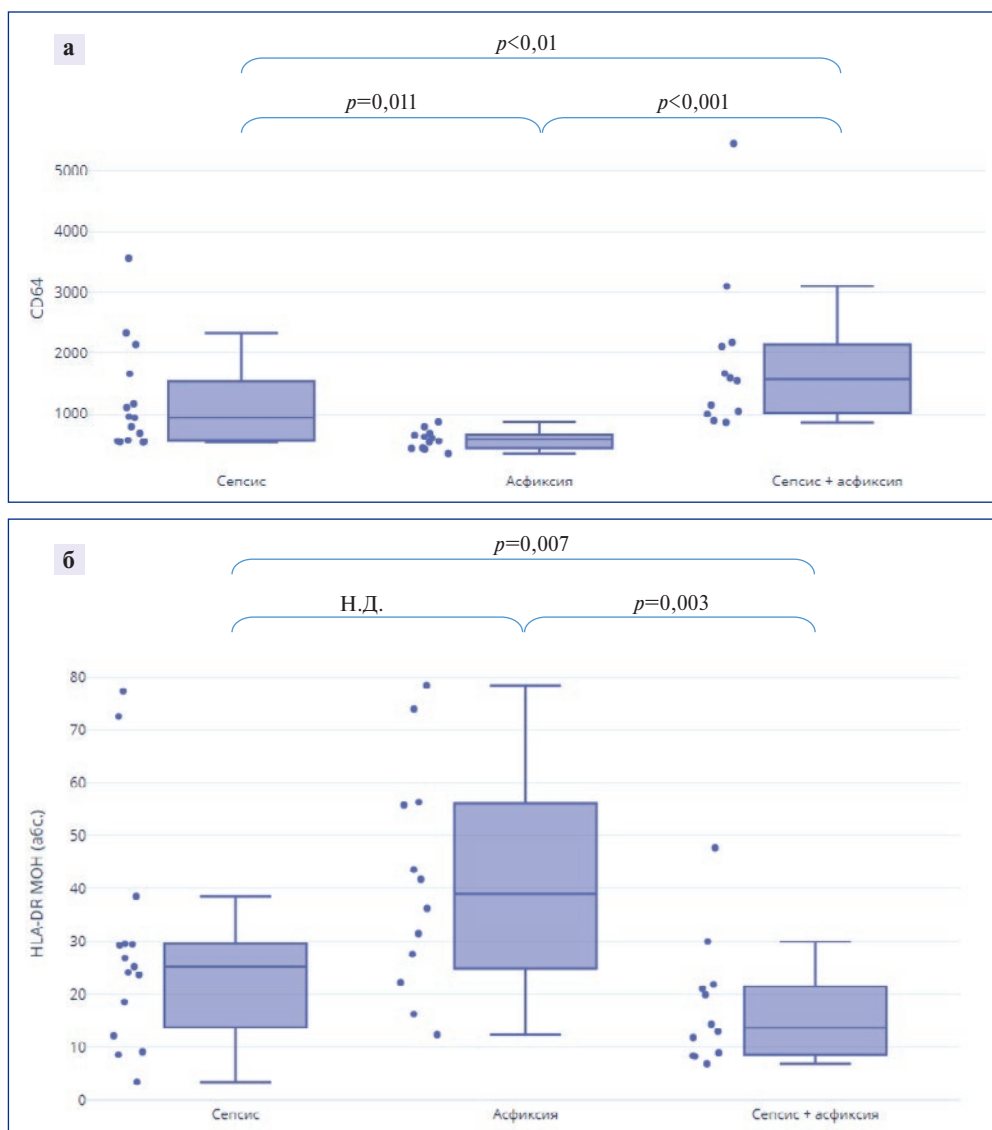 а
p<0,01
p=0,011
p<0,001
5000
4000
3000
2000
1000
CD64
Сепсис
Асфиксия
Сепсис + асфиксия
б
p=0,007
Н.Д.
p=0,003
80
70
60
50
40
30
20
10
0
HLA-DR МОН (абс.)
Сепсис
Асфиксия
Сепсис + асфиксия